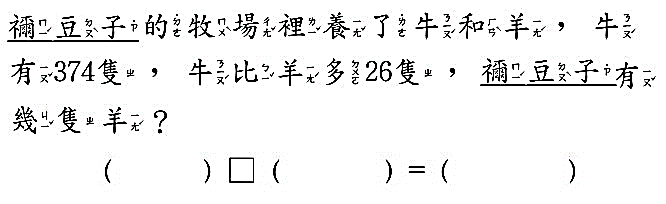 禰豆子的牧場裡養了牛和羊，牛
有374隻，牛比羊多26隻，禰豆子有
幾隻羊？
（　　　）□（　　　）=（　　　）